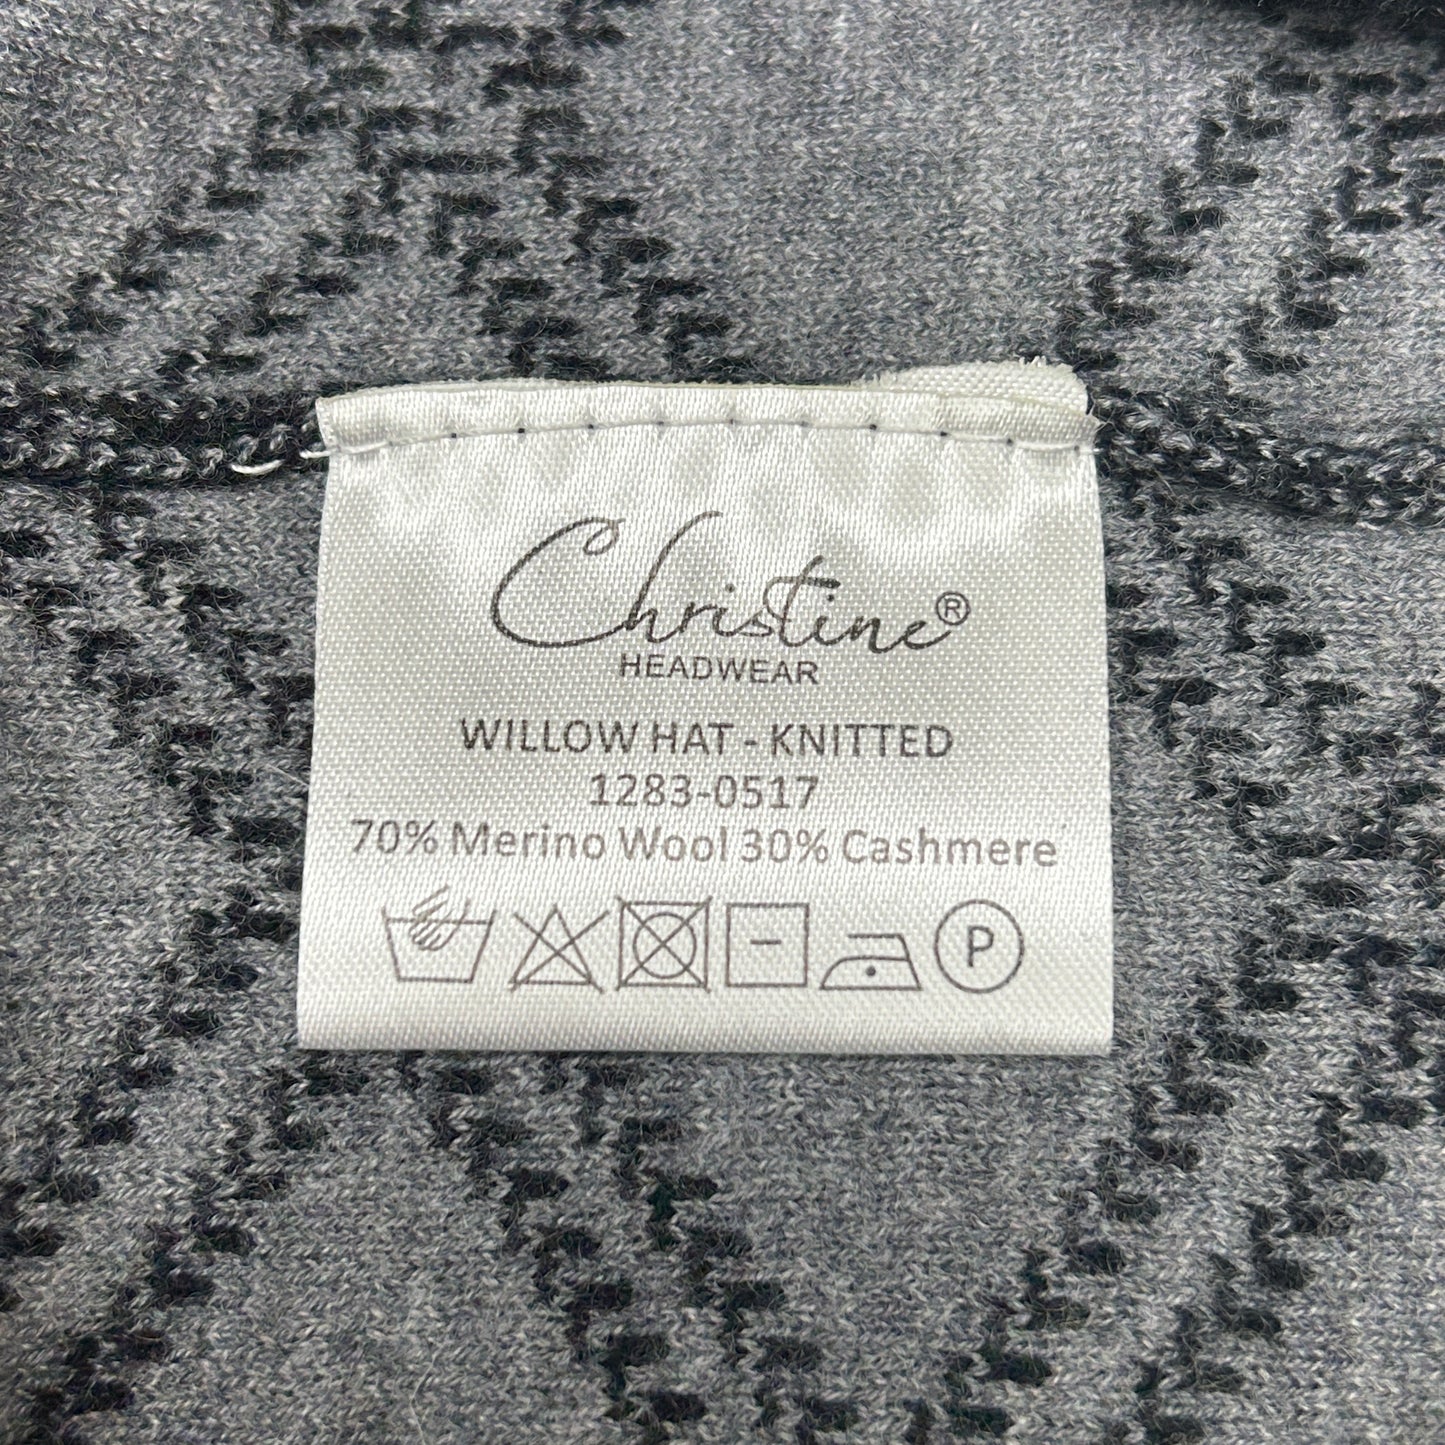 Christine®
HEADWEAR
WILLOW HAT - KNITTED
1283-0517
70% Merino Wool 30% Cashmere
P